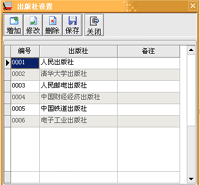 出版社设置
增加 修改 删除 保存 关闭
编号 出版社 备注
0001 人民出版社
0002 清华大学出版社
0003 人民邮电出版社
0004 中国财经经济出版社
0005 中国铁道出版社
0006 电子工业出版社